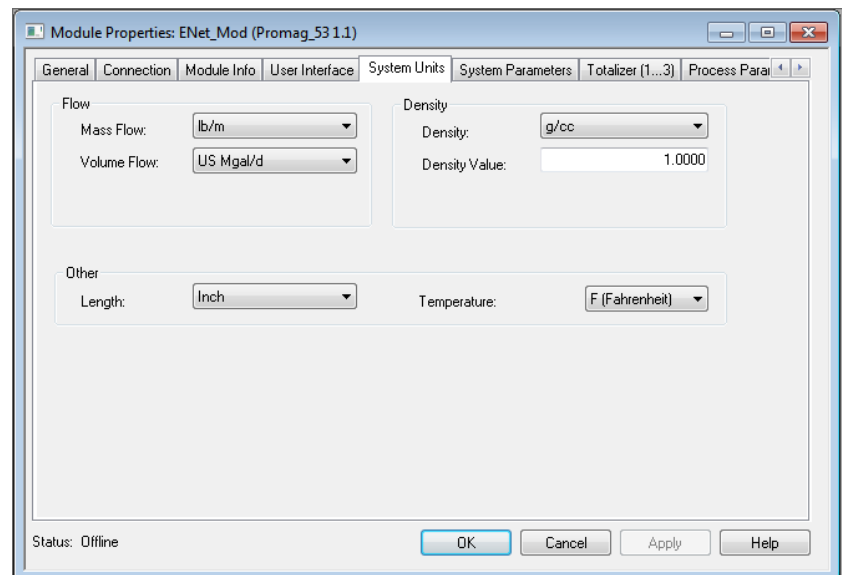 Module Properties: ENet_Mod (Promag_53 1.1)
General Connection Module Info User Interface System Units System Parameters Totalizer (1...3) Process Parar
Flow
Mass Flow: lb/m
Volume Flow: US Mgal/d
Density
Density: g/cc
Density Value: 1.0000
Other
Length: Inch Temperature: F (Fahrenheit)
Status: Offline OK Cancel Apply Help